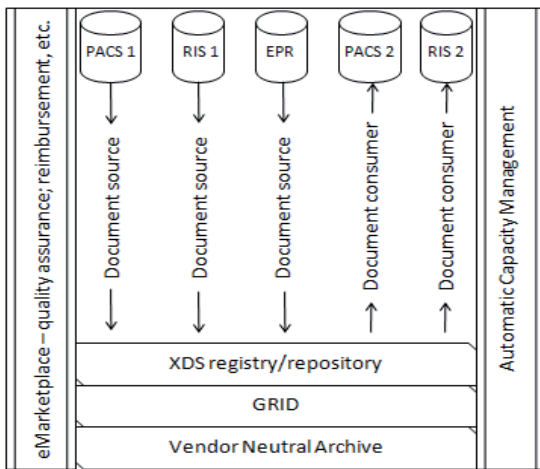 eMarketplace – quality assurance; reimbursement, etc.
PACS 1
RIS 1
EPR
PACS 2
RIS 2
Document source
Document source
Document source
Document consumer
Document consumer
Automatic Capacity Management
XDS registry/repository
GRID
Vendor Neutral Archive